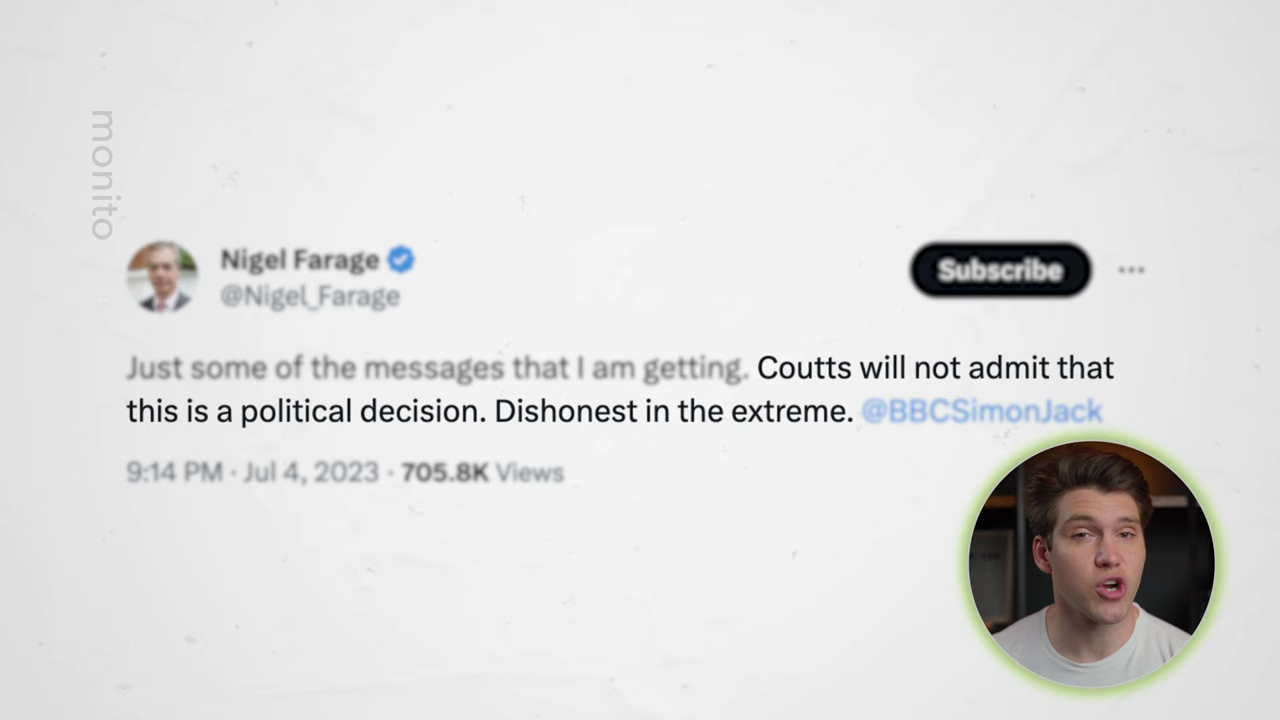 monito
Nigel Farage
@Nigel_Farage
Subscribe
Just some of the messages that I am getting. Coutts will not admit that
this is a political decision. Dishonest in the extreme. @BBCSimonJack
9:14 PM · Jul 4, 2023 · 705.8K Views